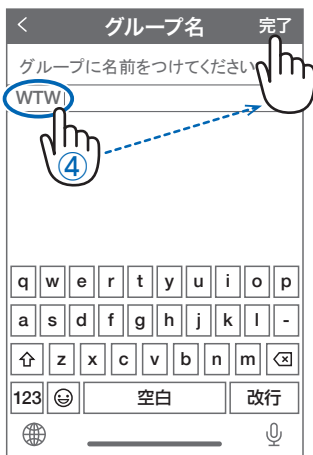 < グループ名 完了
グループに名前をつけてください
WTW
④
q w e r t y u i o p
a s d f g h j k l -
z x c v b n m
123 空白 改行